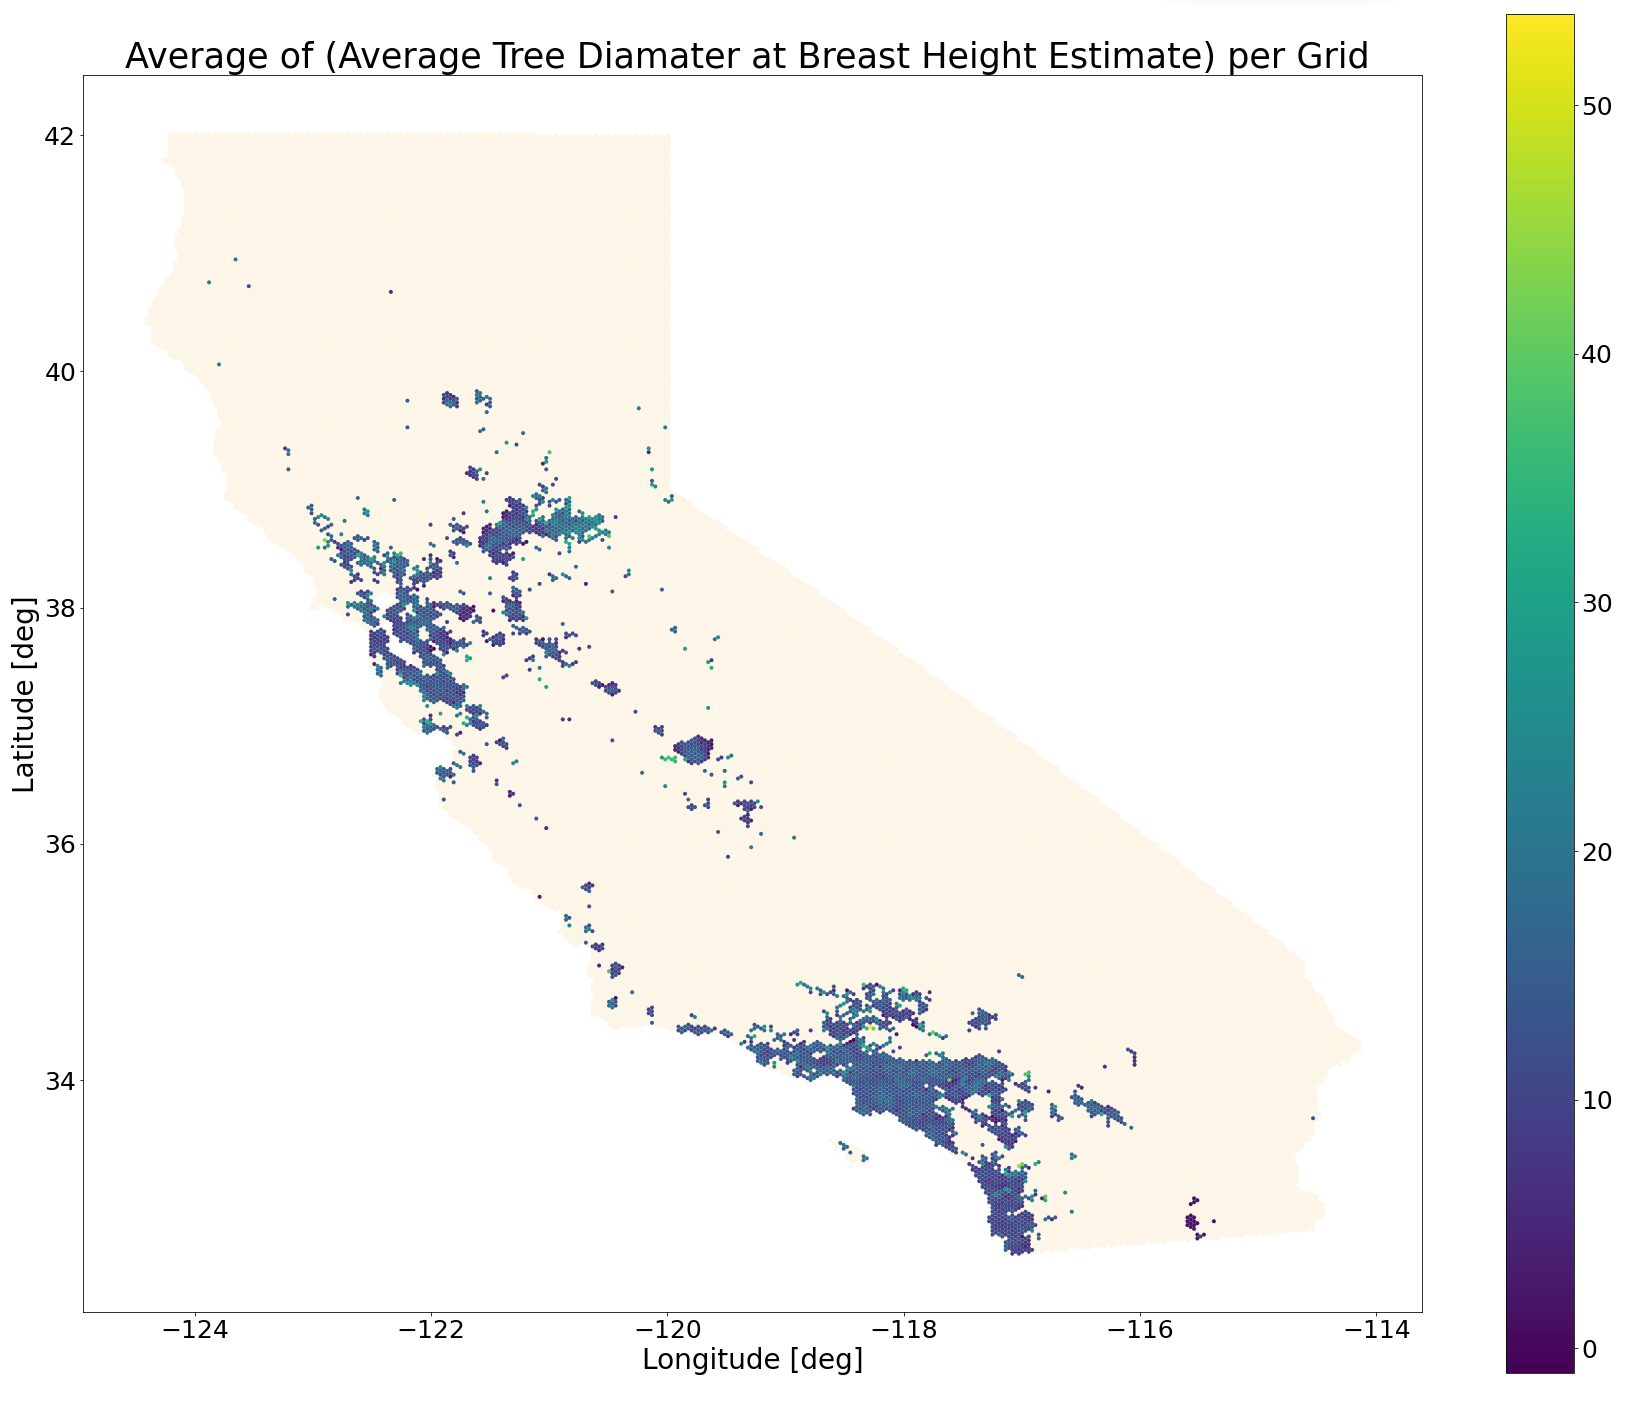 Average of (Average Tree Diamater at Breast Height Estimate) per Grid
42
40
38
36
34
Latitude [deg]
−124 −122 −120 −118 −116 −114
Longitude [deg]
50
40
30
20
10
0